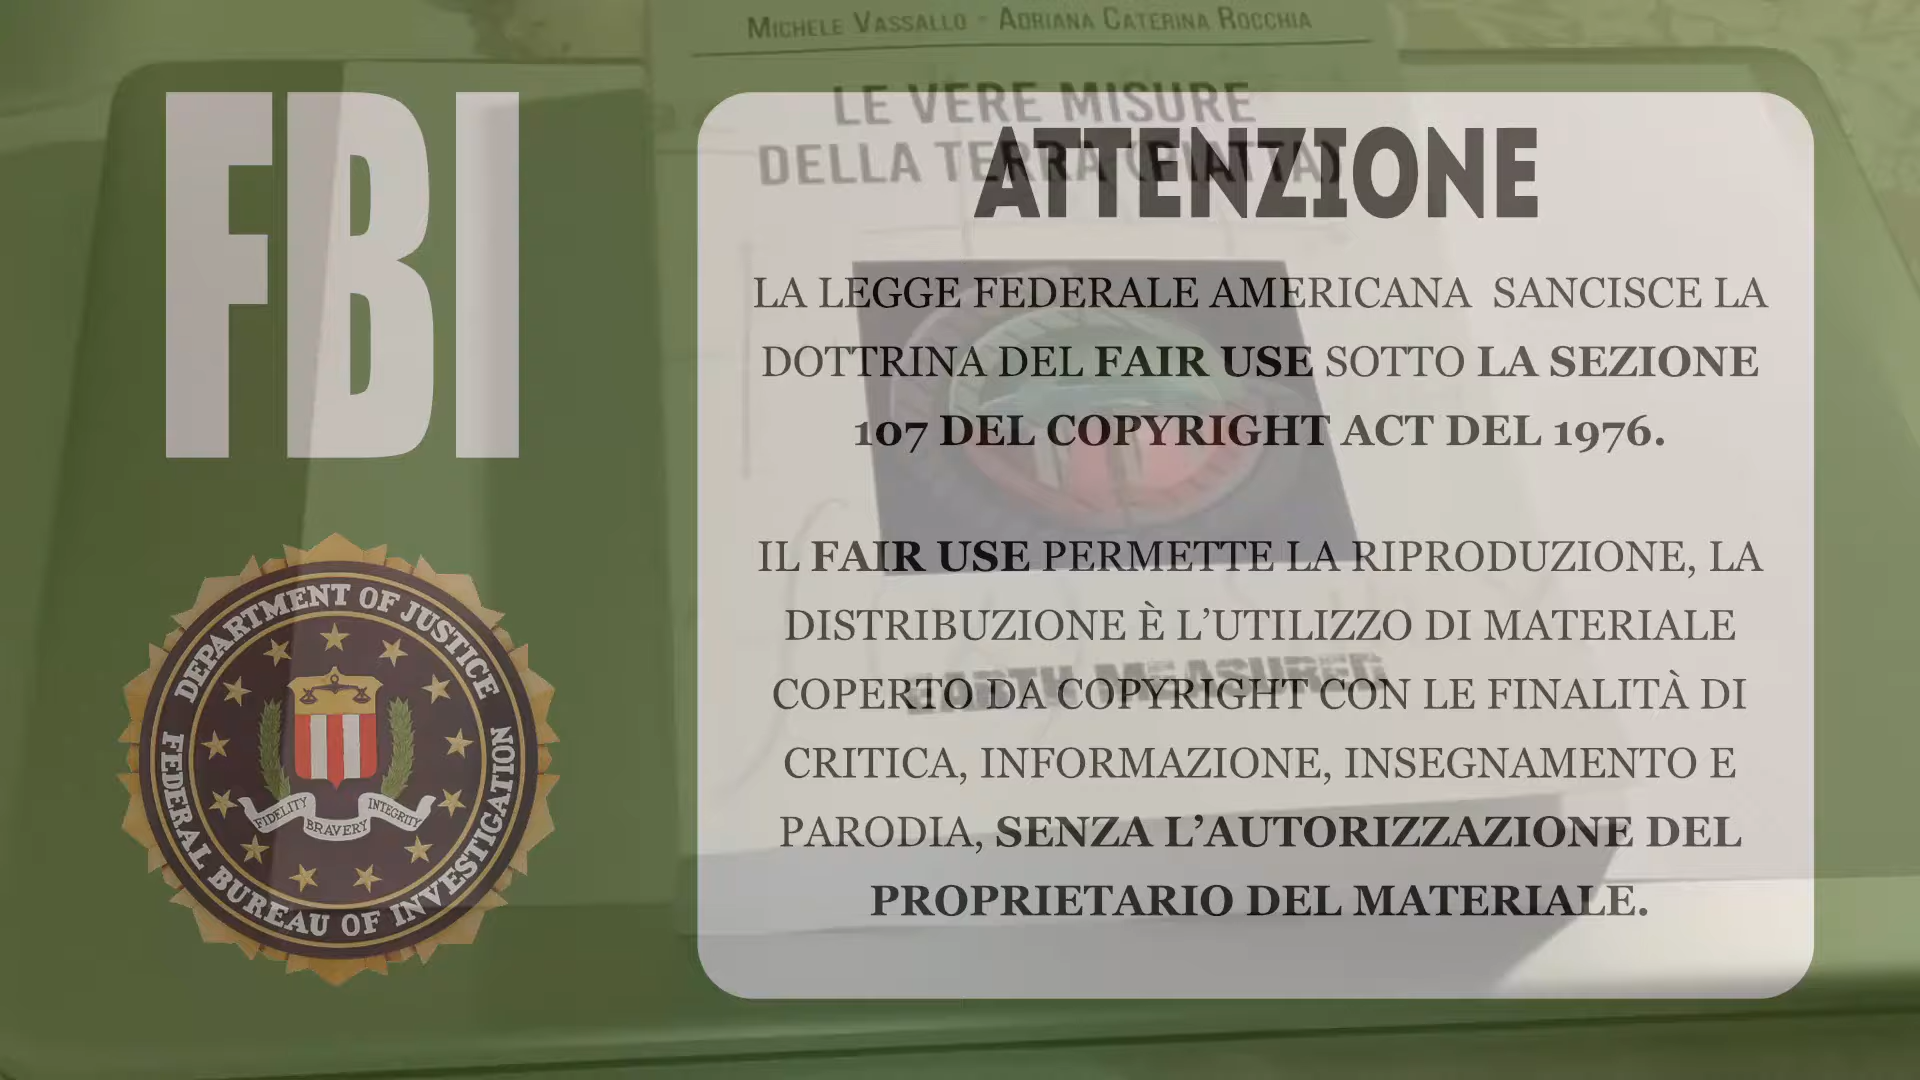 MICHELE VASSALLO - ADRIANA CATERINA ROCCHIA
LE VERE MISURE
DELLA TERRA (PIATTA)
FBI
ATTENZIONE
LA LEGGE FEDERALE AMERICANA SANCISCE LA
DOTTRINA DEL FAIR USE SOTTO LA SEZIONE
107 DEL COPYRIGHT ACT DEL 1976.
IL FAIR USE PERMETTE LA RIPRODUZIONE, LA
DISTRIBUZIONE È L'UTILIZZO DI MATERIALE
COPERTO DA COPYRIGHT CON LE FINALITÀ DI
CRITICA, INFORMAZIONE, INSEGNAMENTO E
PARODIA, SENZA L'AUTORIZZAZIONE DEL
PROPRIETARIO DEL MATERIALE.
EARTH MEASURED
DEPARTMENT OF JUSTICE
FEDERAL BUREAU OF INVESTIGATION
FIDELITY
BRAVERY
INTEGRITY